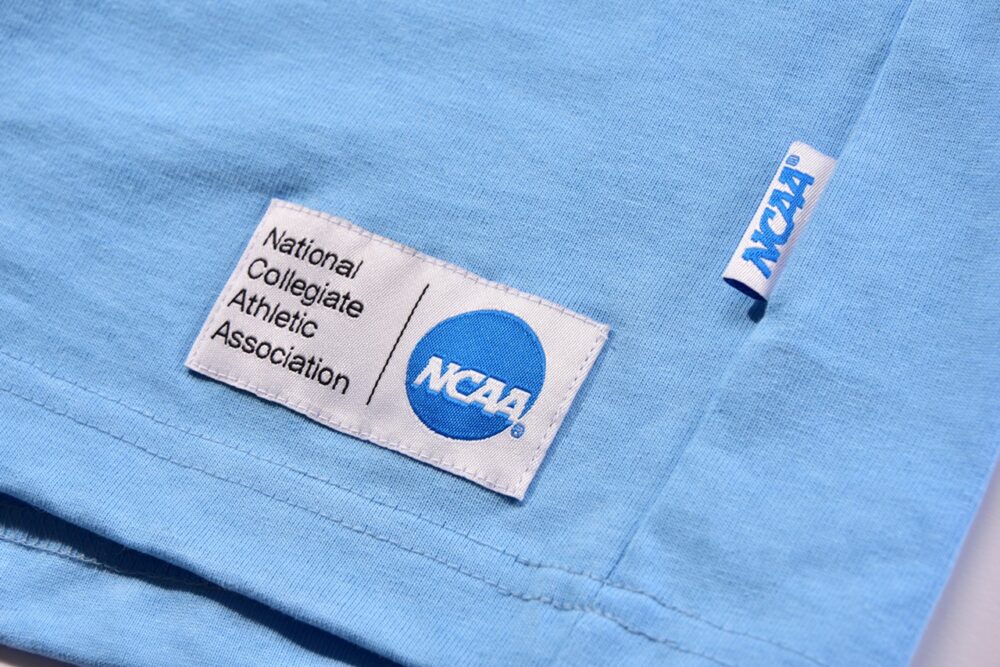 National
Collegiate
Athletic
Association
NCAA®
NCAA®